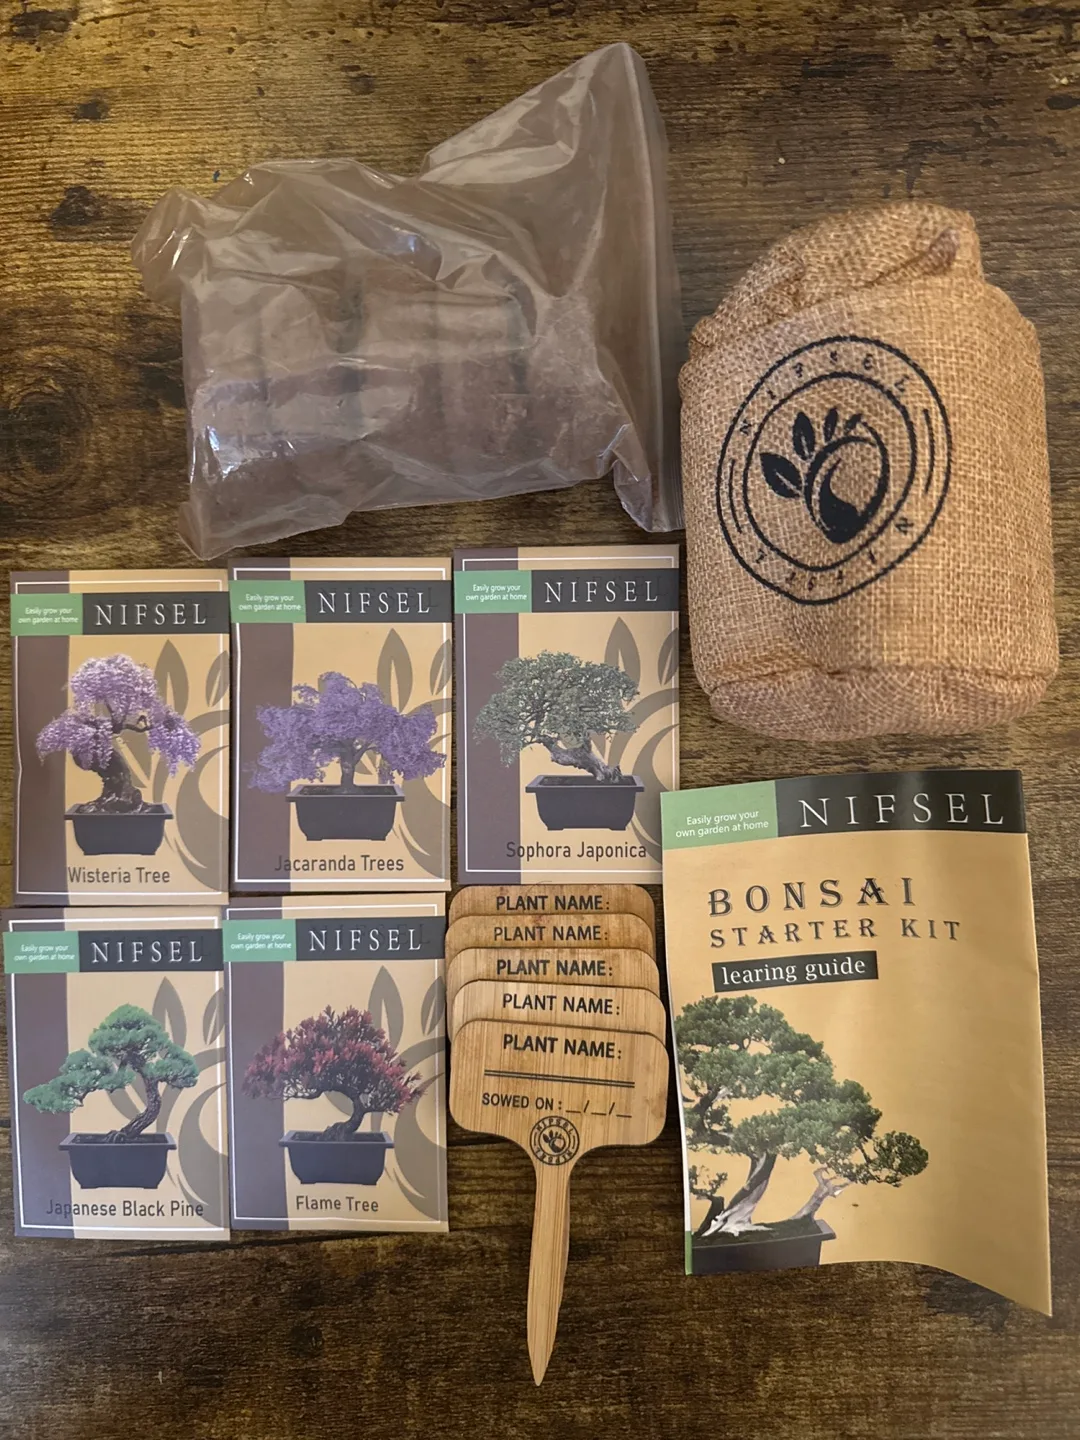 NIFSEL
NIFSEL
Easily grow your
own garden at home
NIFSEL
Wisteria Tree
Easily grow your
own garden at home
NIFSEL
Jacaranda Trees
Easily grow your
own garden at home
NIFSEL
Sophora Japonica
Easily grow your
own garden at home
NIFSEL
Japanese Black Pine
Easily grow your
own garden at home
NIFSEL
Flame Tree
PLANT NAME:
PLANT NAME:
PLANT NAME:
PLANT NAME:
PLANT NAME:
SOWED ON:__/__/__
NIFSEL
NIFSEL
Easily grow your
own garden at home
NIFSEL
BONSAI
STARTER KIT
learing guide